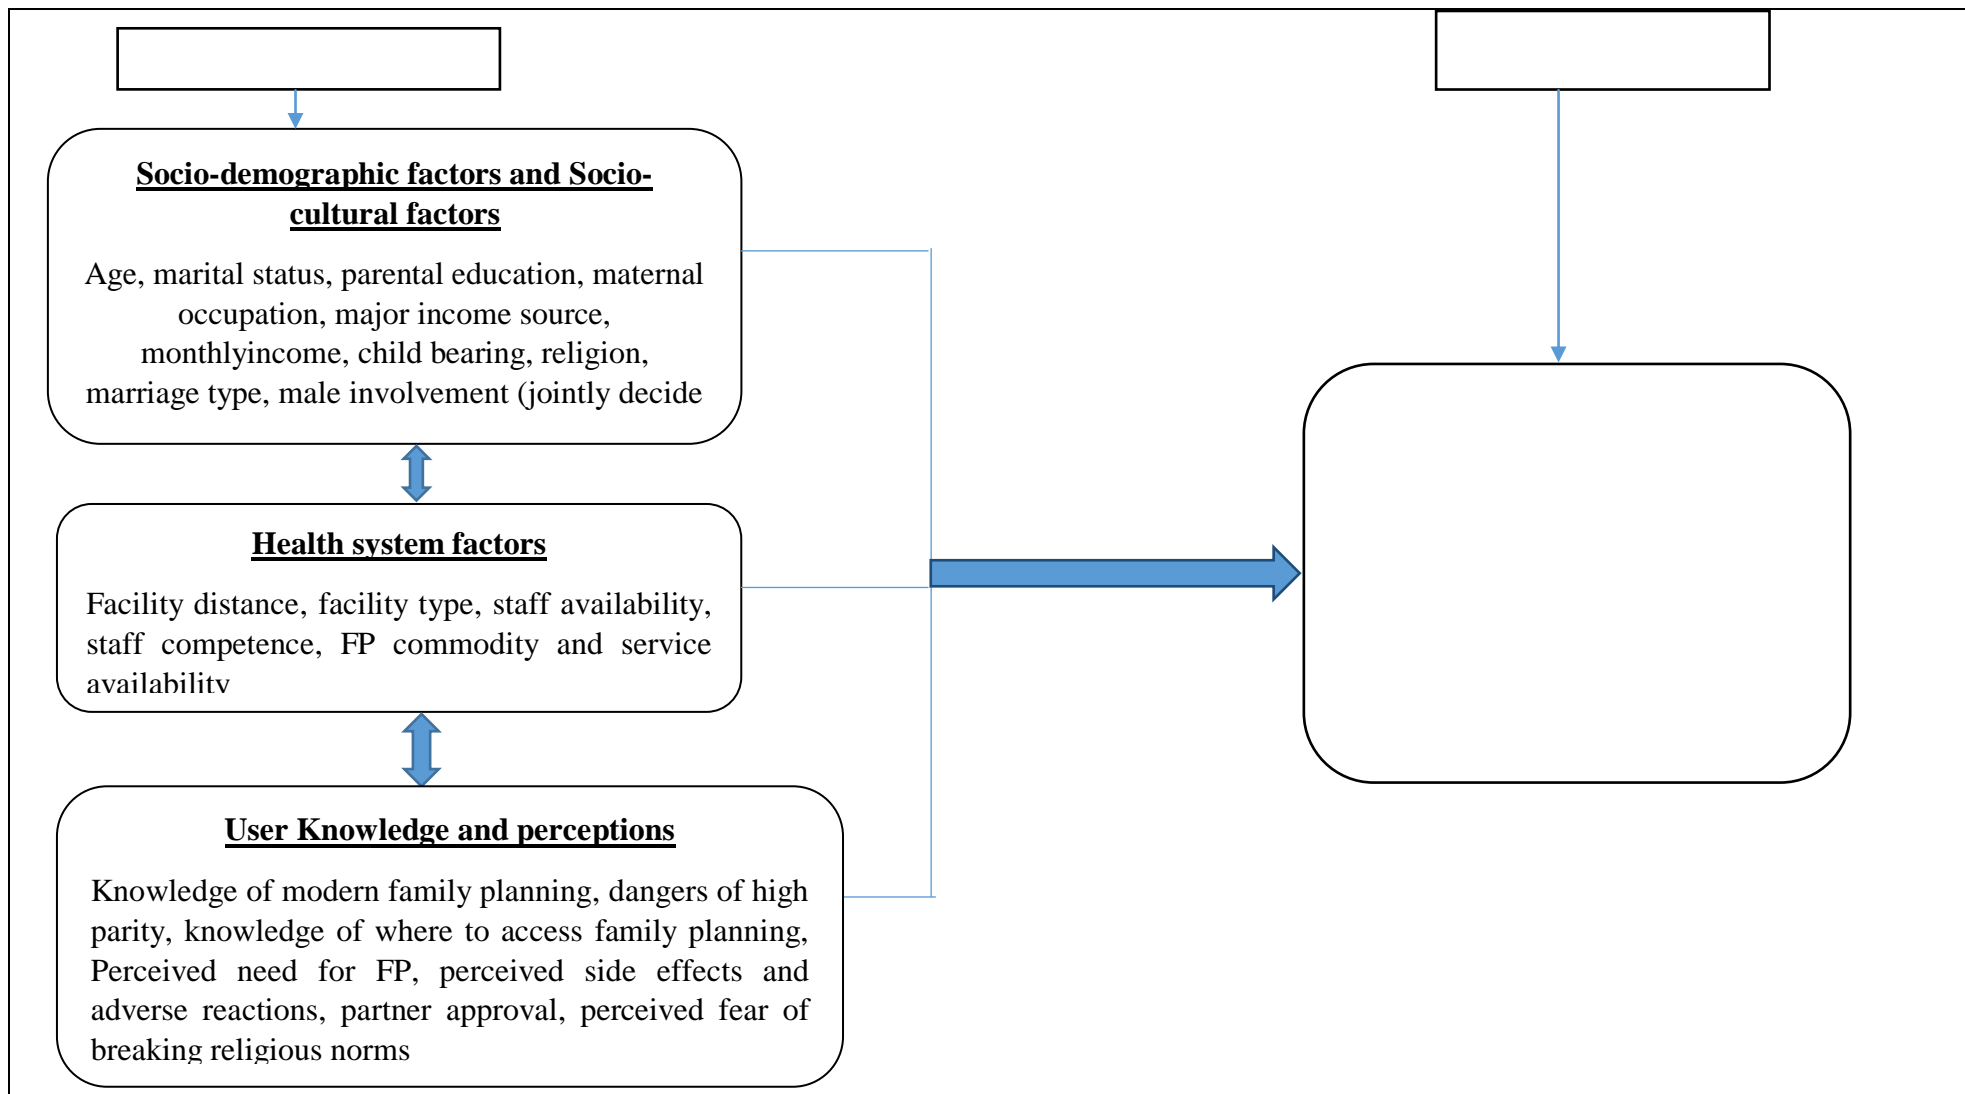 Socio-demographic factors and Socio-
cultural factors
Age, marital status, parental education, maternal
occupation, major income source,
monthlyincome, child bearing, religion,
marriage type, male involvement (jointly decide
Health system factors
Facility distance, facility type, staff availability,
staff competence, FP commodity and service
availability
User Knowledge and perceptions
Knowledge of modern family planning, dangers of high
parity, knowledge of where to access family planning,
Perceived need for FP, perceived side effects and
adverse reactions, partner approval, perceived fear of
breaking religious norms